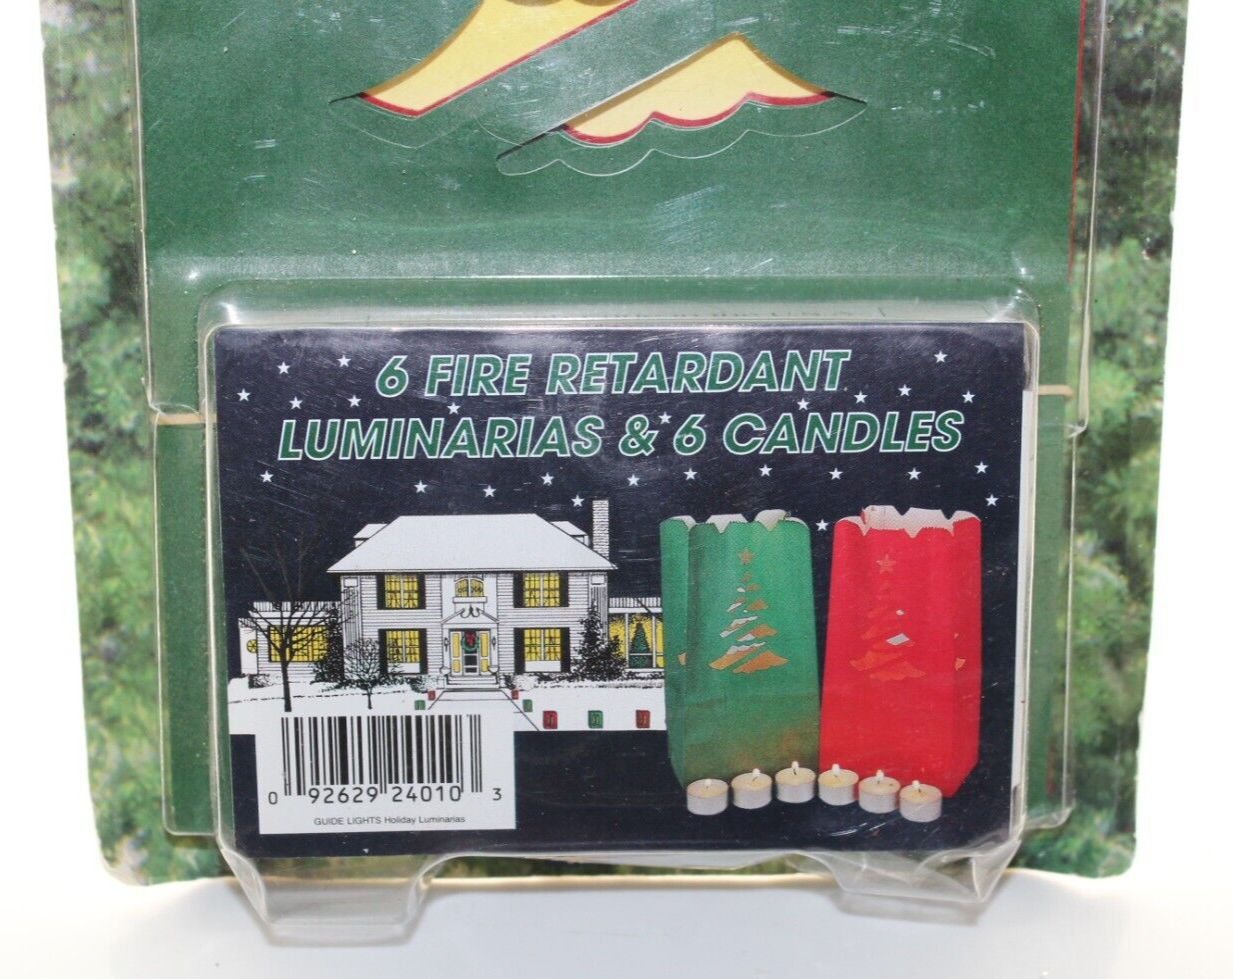 6 FIRE RETARDANT
LUMINARIAS & 6 CANDLES
0 92629 24010 3
GUIDE LIGHTS Holiday Luminarias